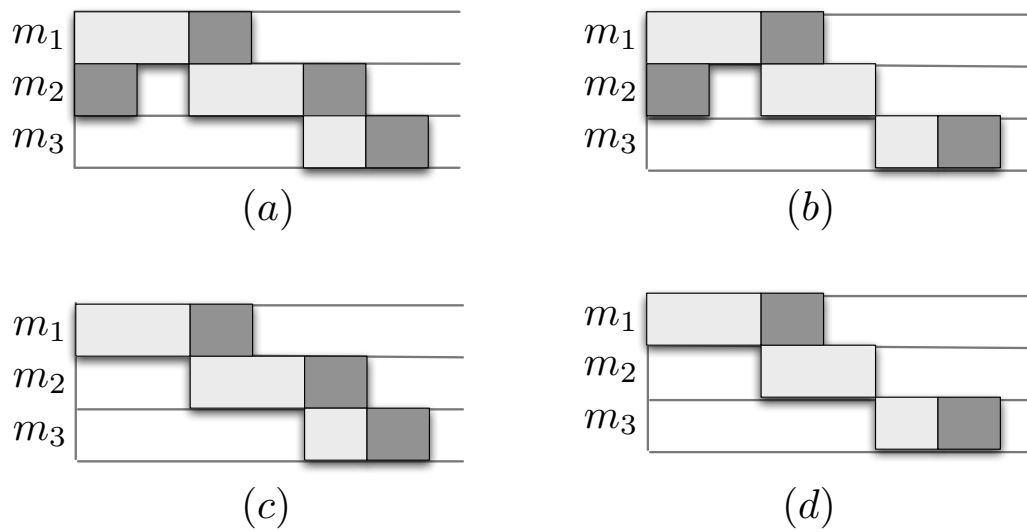 m₁ m₁
m₂ m₂
m₃ m₃
(a) (b)
m₁ m₁
m₂ m₂
m₃ m₃
(c) (d)